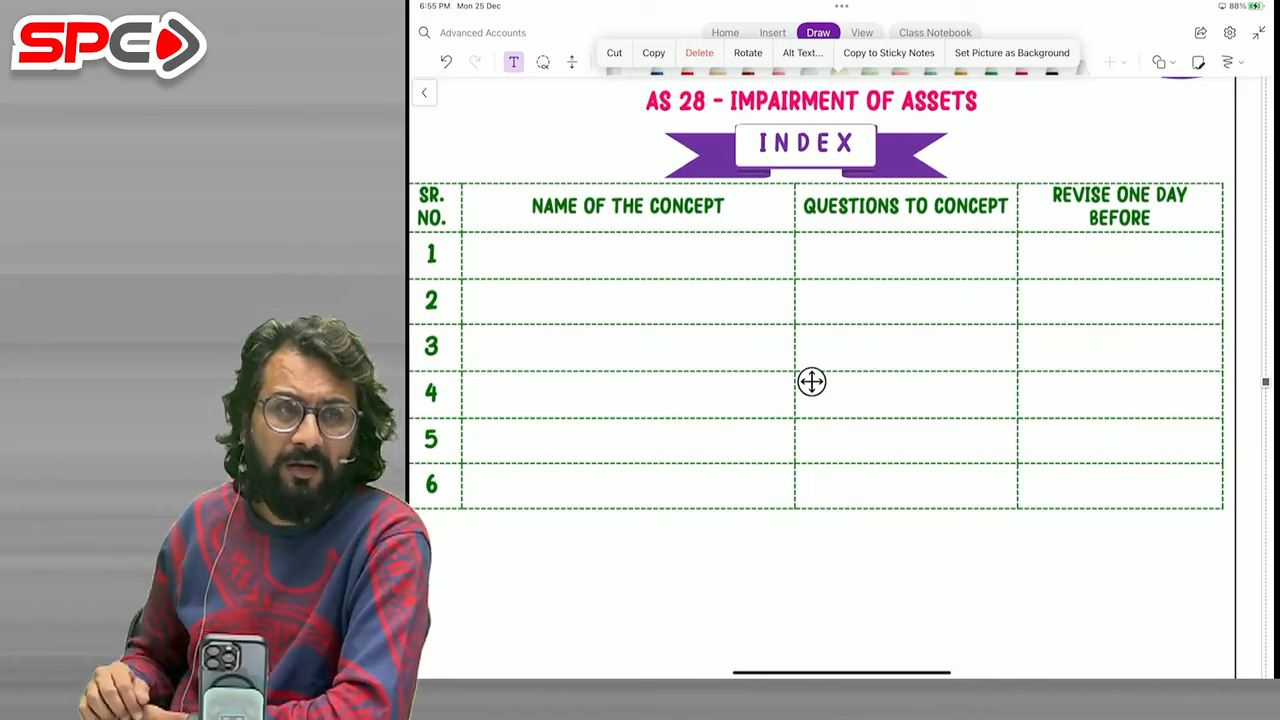 SPC
6:55 PM Mon 25 Dec
88%
Advanced Accounts
Home Insert Draw View Class Notebook
Cut Copy Delete Rotate Alt Text... Copy to Sticky Notes Set Picture as Background
T
AS 28 - IMPAIRMENT OF ASSETS
INDEX
SR. NO. NAME OF THE CONCEPT QUESTIONS TO CONCEPT REVISE ONE DAY BEFORE
1
2
3
4
5
6